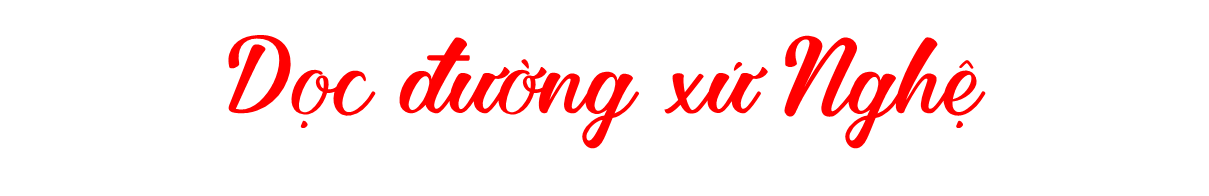 Dọc đường xứ Nghệ